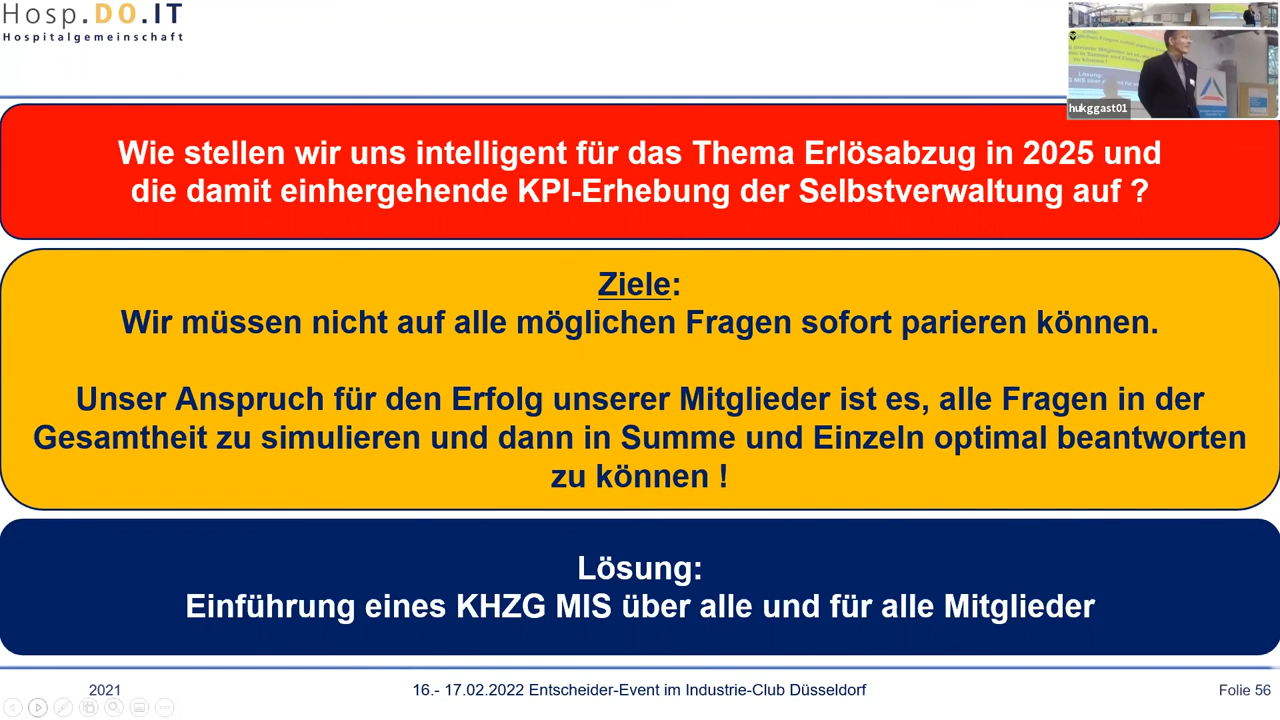 Hosp.DO.IT
Hospitalgemeinschaft
hukggast01
Wie stellen wir uns intelligent für das Thema Erlösabzug in 2025 und
die damit einhergehende KPI-Erhebung der Selbstverwaltung auf ?
Ziele:
Wir müssen nicht auf alle möglichen Fragen sofort parieren können.
Unser Anspruch für den Erfolg unserer Mitglieder ist es, alle Fragen in der
Gesamtheit zu simulieren und dann in Summe und Einzeln optimal beantworten
zu können !
Lösung:
Einführung eines KHZG MIS über alle und für alle Mitglieder
2021
16.- 17.02.2022 Entscheider-Event im Industrie-Club Düsseldorf
Folie 56